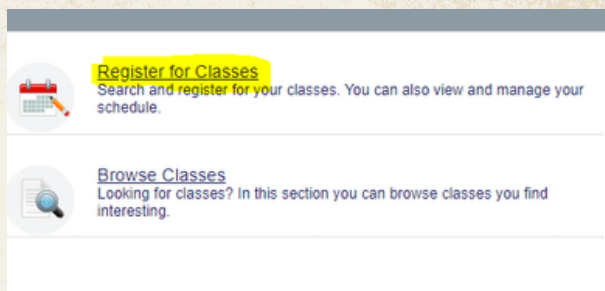 Register for Classes
Search and register for your classes. You can also view and manage your
schedule.
Browse Classes
Looking for classes? In this section you can browse classes you find
interesting.